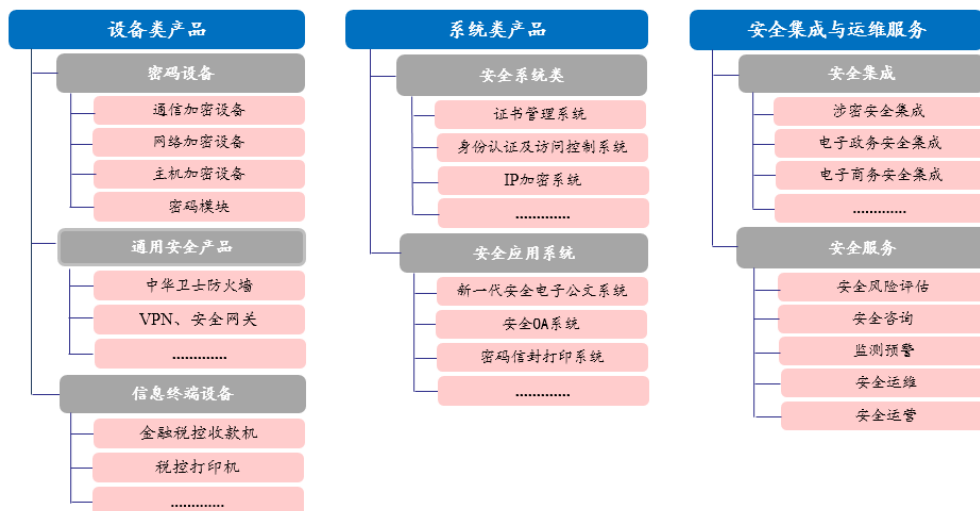 设备类产品
密码设备
通信加密设备
网络加密设备
主机加密设备
密码模块
通用安全产品
中华卫士防火墙
VPN、安全网关
.............
信息终端设备
金融税控收款机
税控打印机
.............
系统类产品
安全系统类
证书管理系统
身份认证及访问控制系统
IP加密系统
.............
安全应用系统
新一代安全电子公文系统
安全OA系统
密码信封打印系统
.............
安全集成与运维服务
安全集成
涉密安全集成
电子政务安全集成
电子商务安全集成
.............
安全服务
安全风险评估
安全咨询
监测预警
安全运维
安全运营